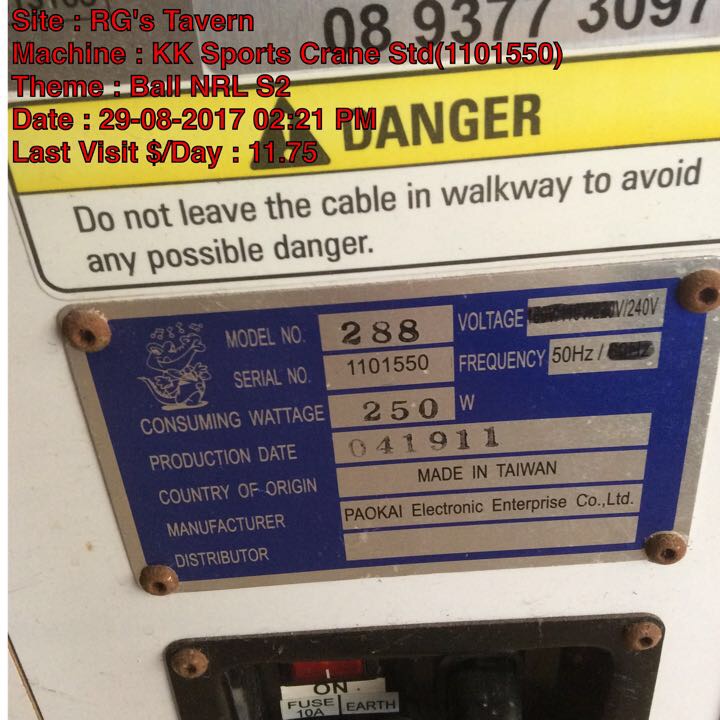 08 9377 3097
Site : RG's Tavern
Machine : KK Sports Crane Std(1101550)
Theme : Ball NRL S2
Date : 29-08-2017 02:21 PM
Last Visit $/Day : 11.75
DANGER
Do not leave the cable in walkway to avoid
any possible danger.
MODEL NO. 288 VOLTAGE V/240V
SERIAL NO. 1101550 FREQUENCY 50Hz /
CONSUMING WATTAGE 250 W
PRODUCTION DATE 041911
COUNTRY OF ORIGIN MADE IN TAIWAN
MANUFACTURER PAOKAI Electronic Enterprise Co.,Ltd.
DISTRIBUTOR
ON
FUSE EARTH
10A